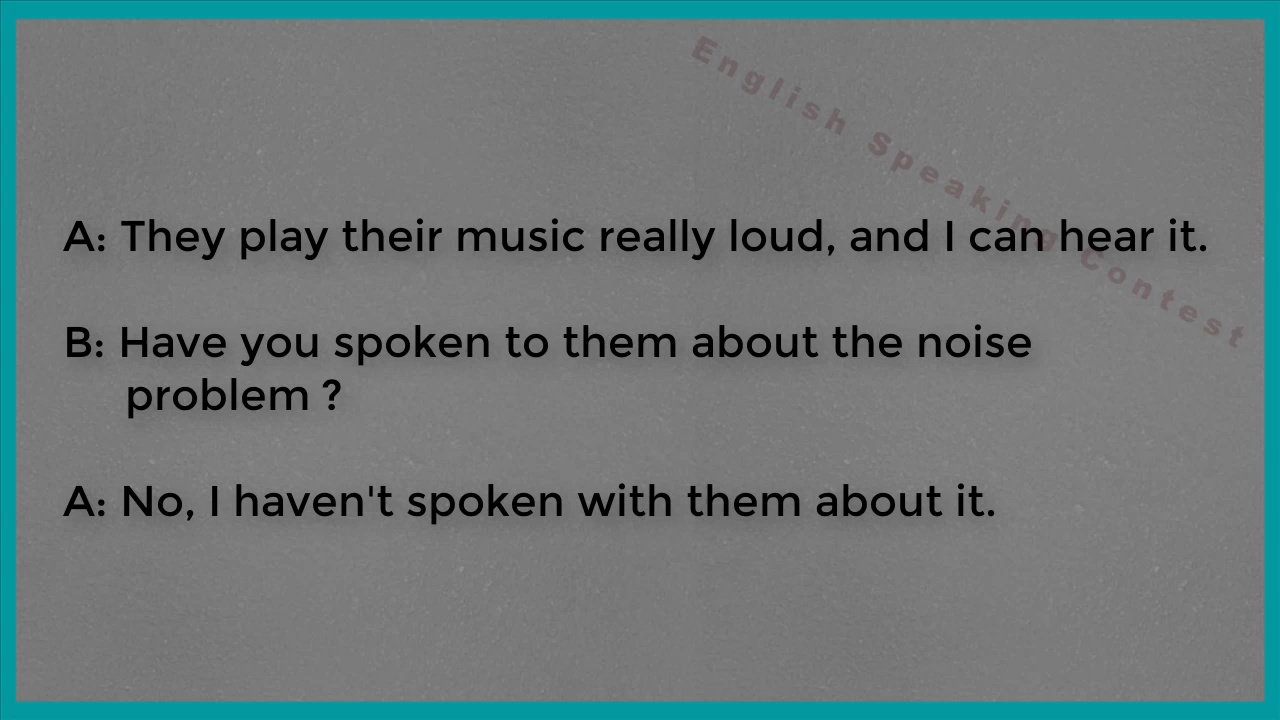 English Speaking Contest
A: They play their music really loud, and I can hear it.
B: Have you spoken to them about the noise
problem ?
A: No, I haven't spoken with them about it.